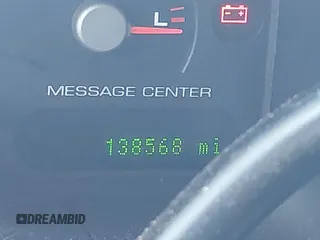 L
MESSAGE CENTER
138568 mi
DREAMBID